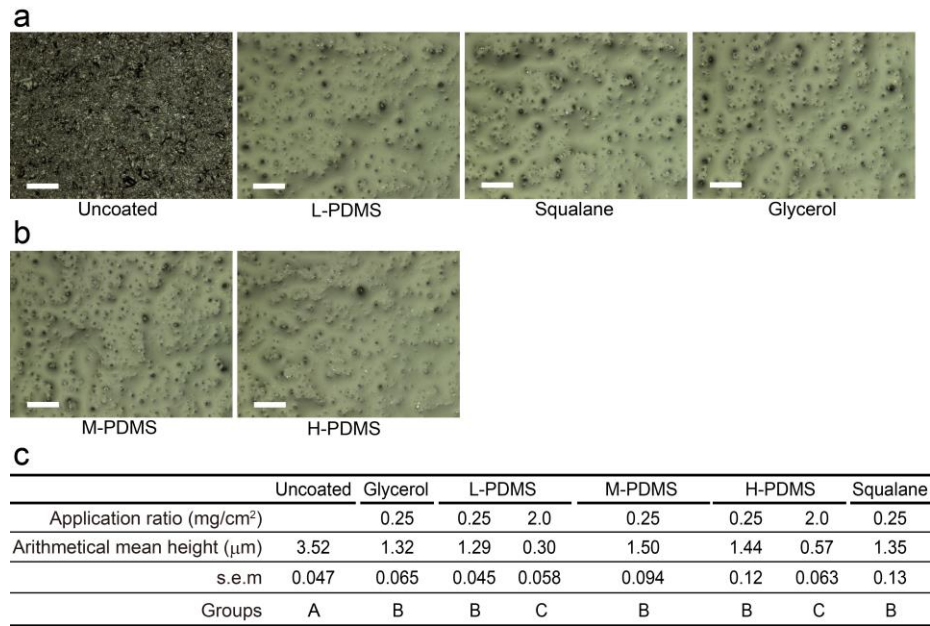 a
Uncoated L-PDMS Squalane Glycerol
b
M-PDMS H-PDMS
c
Uncoated Glycerol L-PDMS M-PDMS H-PDMS Squalane
Application ratio (mg/cm²) 0.25 0.25 2.0 0.25 0.25 2.0 0.25
Arithmetical mean height (μm) 3.52 1.32 1.29 0.30 1.50 1.44 0.57 1.35
s.e.m 0.047 0.065 0.045 0.058 0.094 0.12 0.063 0.13
Groups A B B C B B C B